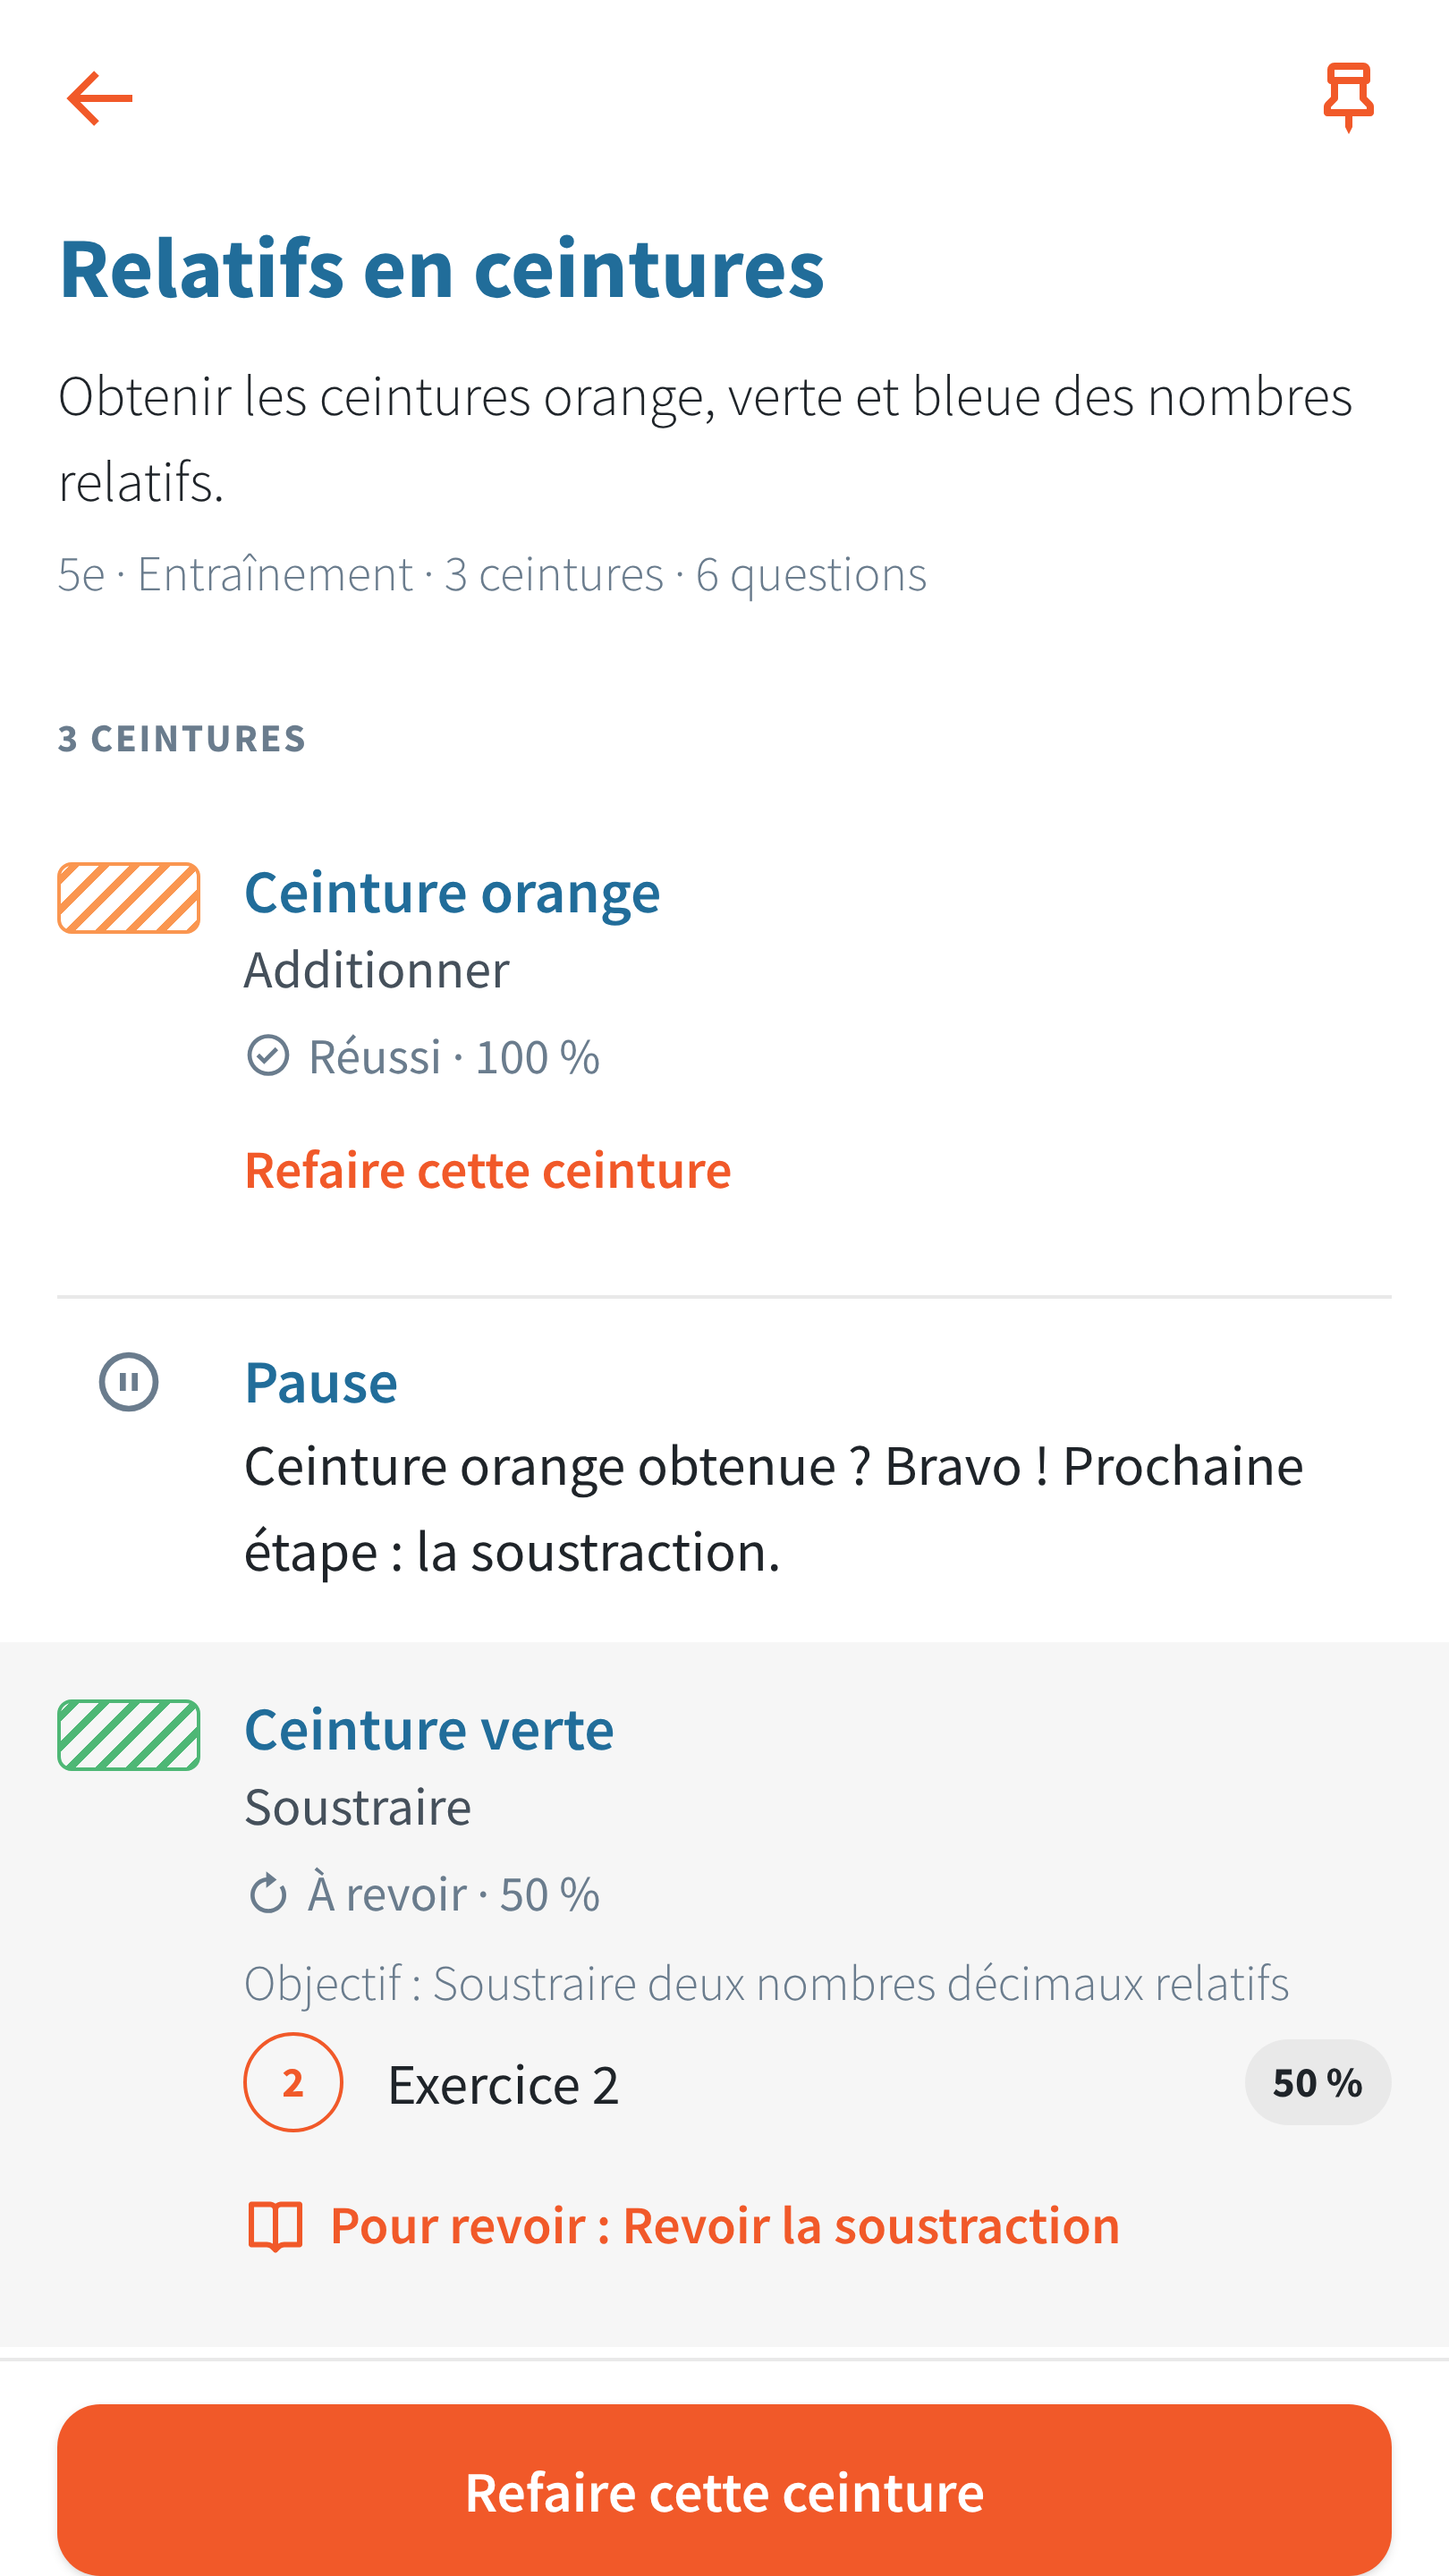 Relatifs en ceintures
Obtenir les ceintures orange, verte et bleue des nombres
relatifs.
5e · Entraînement · 3 ceintures · 6 questions
3 CEINTURES
Ceinture orange
Additionner
Réussi · 100 %
Refaire cette ceinture
Pause
Ceinture orange obtenue ? Bravo ! Prochaine
étape : la soustraction.
Ceinture verte
Soustraire
À revoir · 50 %
Objectif : Soustraire deux nombres décimaux relatifs
2 Exercice 2 50 %
Pour revoir : Revoir la soustraction
Refaire cette ceinture